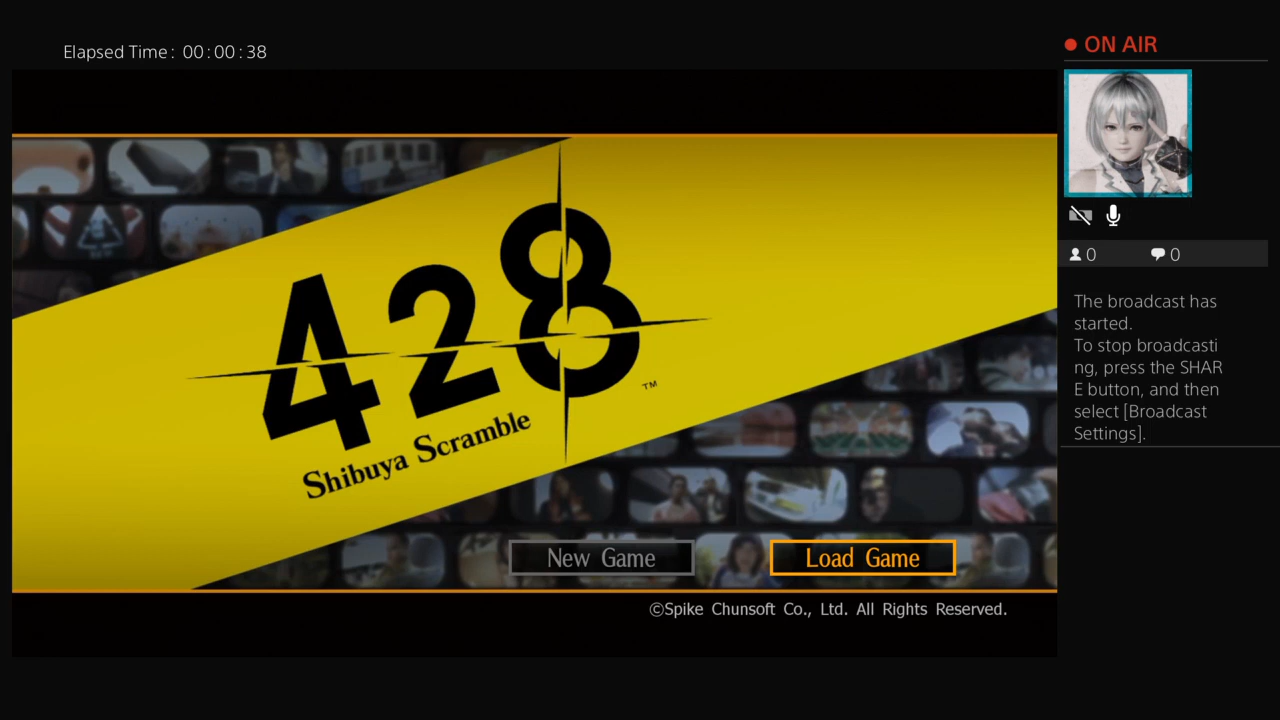 Elapsed Time: 00:00:38
ON AIR
0 0
The broadcast has
started.
To stop broadcasti
ng, press the SHAR
E button, and then
select [Broadcast
Settings].
428
TM
Shibuya Scramble
New Game Load Game
©Spike Chunsoft Co., Ltd. All Rights Reserved.